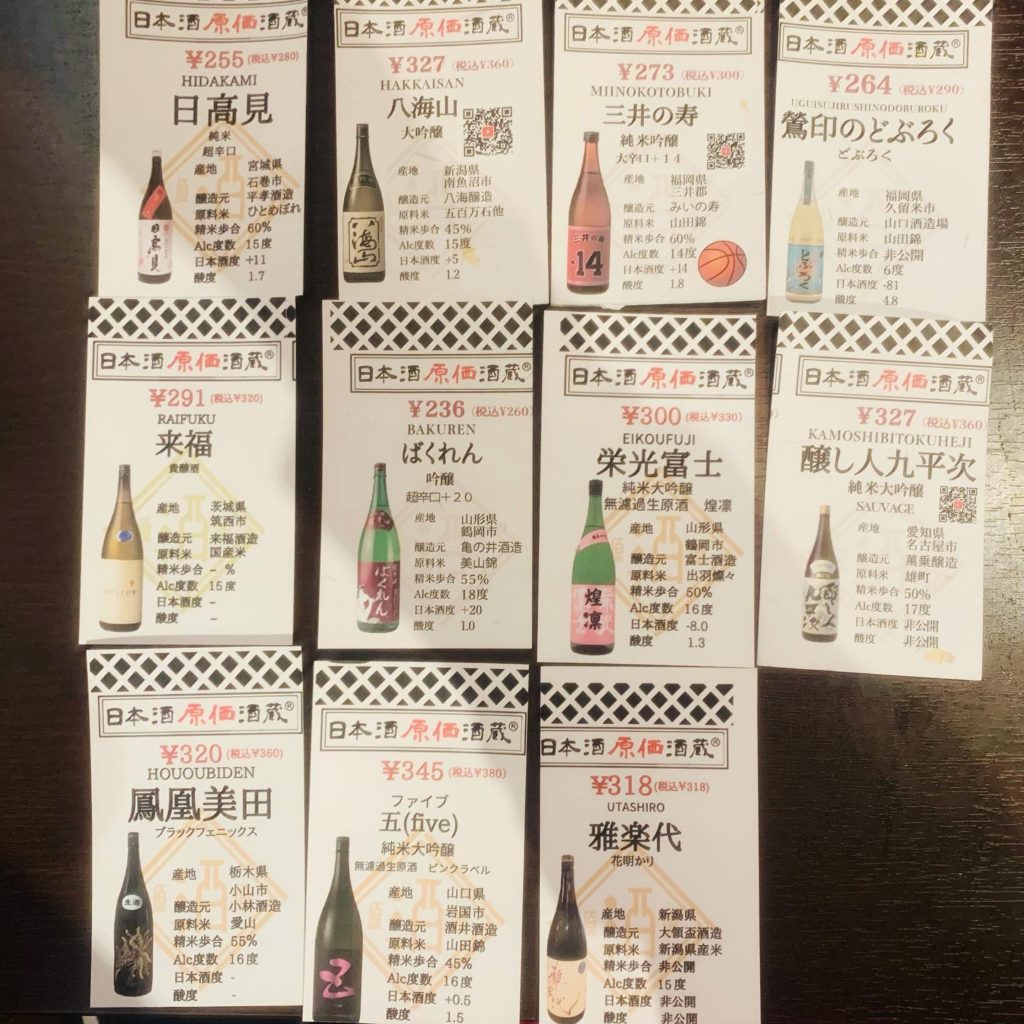 日本酒原価酒蔵®
¥255(税込¥280)
HIDAKAMI
日高見
純米
超辛口
産地 宮城県
石巻市
醸造元 平孝酒造
原料米 ひとめぼれ
精米歩合 60%
Alc度数 15度
日本酒度 +11
酸度 1.7
日高見
日本酒原価酒蔵®
¥327(税込¥360)
HAKKAISAN
八海山
大吟醸
産地 新潟県
南魚沼市
醸造元 八海醸造
原料米 五百万石他
精米歩合 45%
Alc度数 15度
日本酒度 +5
酸度 1.2
八海山
日本酒原価酒蔵®
¥273(税込¥300)
MIINOKOTOBUKI
三井の寿
純米吟醸
大辛口+14
産地 福岡県
三井郡
醸造元 みいの寿
原料米 山田錦
精米歩合 60%
Alc度数 14度
日本酒度 +14
酸度 1.8
三井の寿
14
日本酒原価酒蔵®
¥264(税込¥290)
UGUISUJIRUSHINODOBUROKU
鶯印のどぶろく
どぶろく
産地 福岡県
久留米市
醸造元 山口酒造場
原料米 山田錦
精米歩合 非公開
Alc度数 6度
日本酒度 -81
酸度 4.8
どぶろく
日本酒原価酒蔵®
¥291(税込¥320)
RAIFUKU
来福
貴醸酒
産地 茨城県
筑西市
醸造元 来福酒造
原料米 国産米
精米歩合 - %
Alc度数 15度
日本酒度 -
酸度 -
日本酒原価酒蔵®
¥236(税込¥260)
BAKUREN
ばくれん
吟醸
超辛口+20
産地 山形県
鶴岡市
醸造元 亀の井酒造
原料米 美山錦
精米歩合 55%
Alc度数 18度
日本酒度 +20
酸度 1.0
ばくれん
日本酒原価酒蔵®
¥300(税込¥330)
EIKOUFUJI
栄光冨士
純米大吟醸
無濾過生原酒 煌凛
産地 山形県
鶴岡市
醸造元 冨士酒造
原料米 出羽燦々
精米歩合 50%
Alc度数 16度
日本酒度 -8.0
酸度 1.3
煌凛
日本酒原価酒蔵®
¥327(税込¥360)
KAMOSHIBITOKUHEJI
醸し人九平次
純米大吟醸
SAUVAGE
産地 愛知県
名古屋市
醸造元 萬乗醸造
原料米 雄町
精米歩合 50%
Alc度数 17度
日本酒度 非公開
酸度 非公開
醸し人九平次
日本酒原価酒蔵®
¥320(税込¥360)
HOUOUBIDEN
鳳凰美田
ブラックフェニックス
産地 栃木県
小山市
醸造元 小林酒造
原料米 愛山
精米歩合 55%
Alc度数 16度
日本酒度 -
酸度 -
生酒
日本酒原価酒蔵®
¥345(税込¥380)
ファイブ
五(five)
純米大吟醸
無濾過生原酒 ピンクラベル
産地 山口県
岩国市
醸造元 酒井酒造
原料米 山田錦
精米歩合 45%
Alc度数 16度
日本酒度 +0.5
酸度 1.5
五
日本酒原価酒蔵®
¥318(税込¥318)
UTASHIRO
雅楽代
花明かり
産地 新潟県
醸造元 大領盃酒造
原料米 新潟県産米
精米歩合 非公開
Alc度数 15度
日本酒度 非公開
酸度 非公開